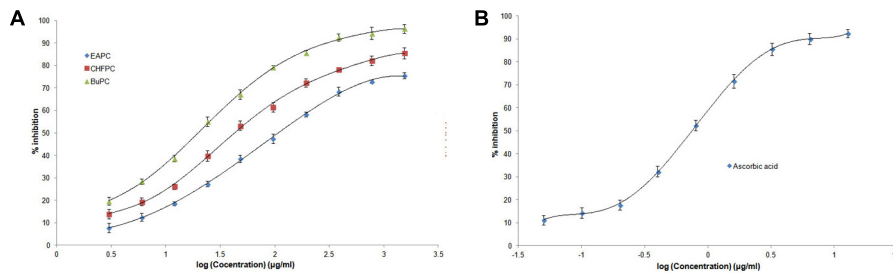 A
100
90
80
70
60
50
40
30
20
10
0
% inhibition
EAPC
CHFPC
BuPC
0 0.5 1 1.5 2 2.5 3 3.5
log (Cocentration) (µg/ml)
B
100
90
80
70
60
50
40
30
20
10
0
% inhibition
Ascorbic acid
-1.5 -1 -0.5 0 0.5 1
log (Cocentration) (µg/ml)